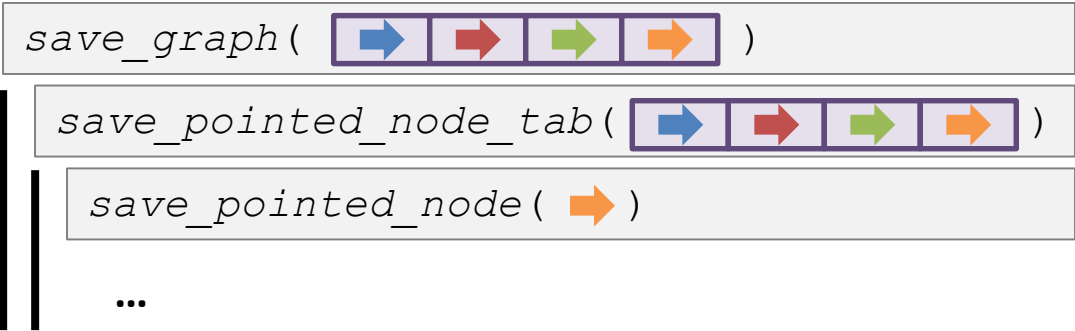 save_graph( )
save_pointed_node_tab( )
save_pointed_node( )
…